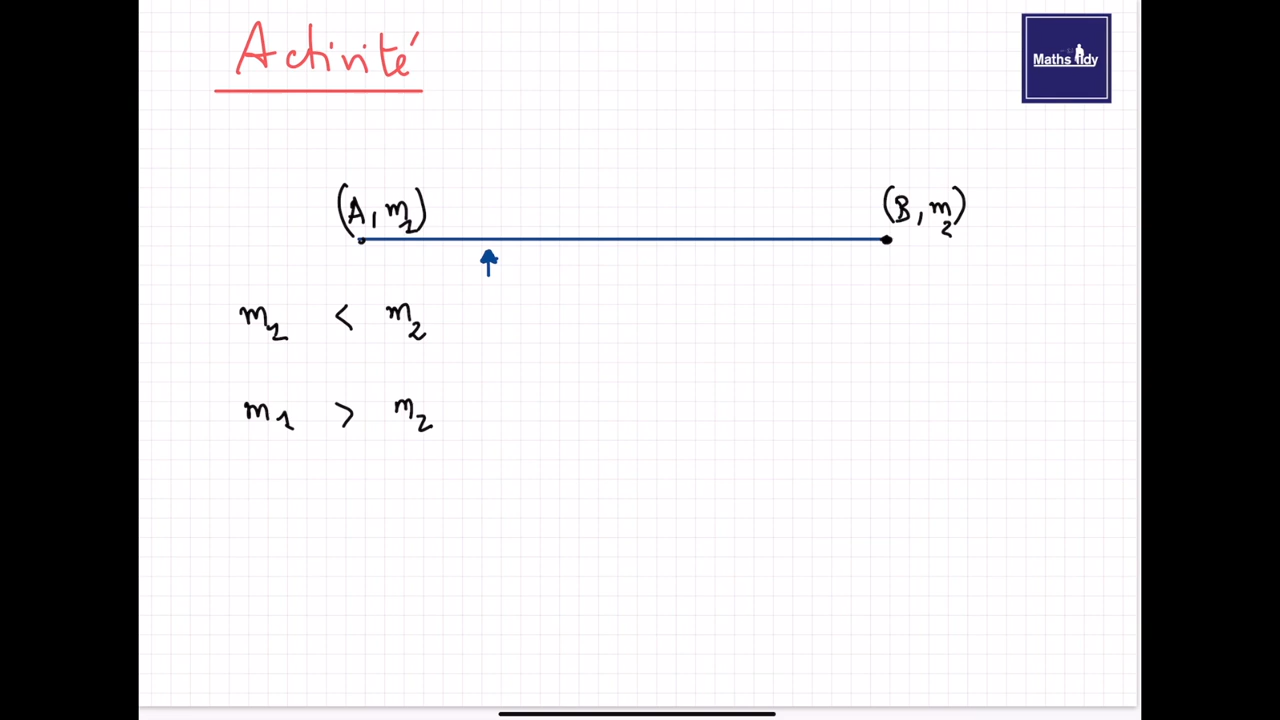 Activité
Maths Tidy
(A, m₁) (B, m₂)
m₁ < m₂
m₁ > m₂